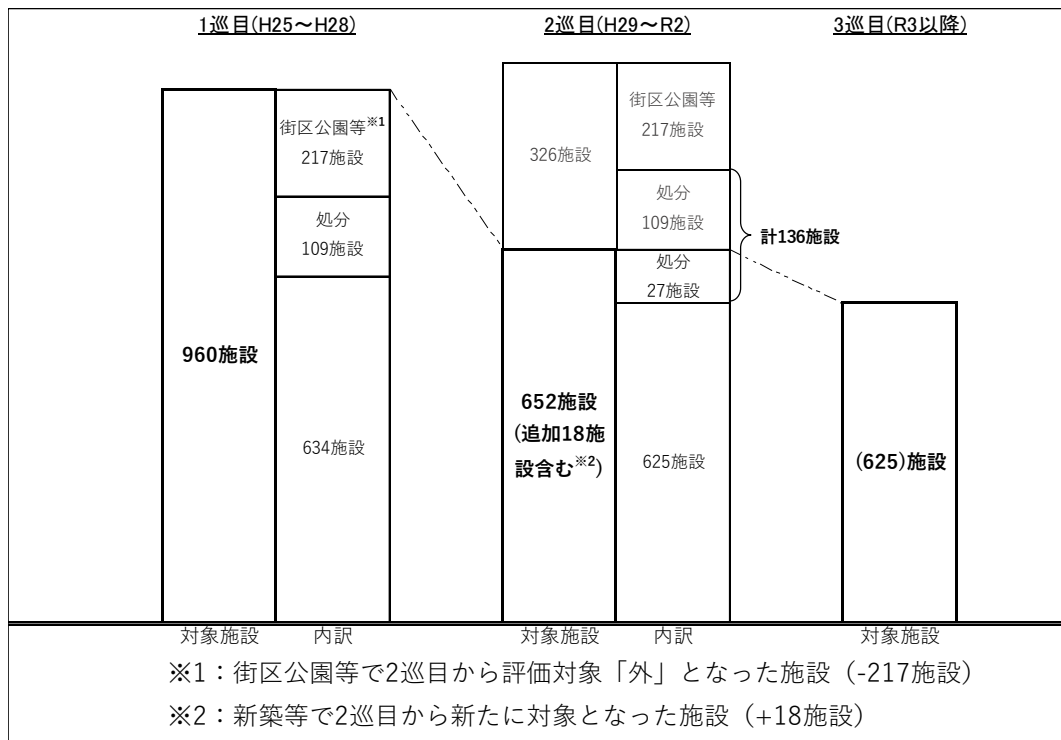 1巡目(H25～H28)
2巡目(H29～R2)
3巡目(R3以降)
街区公園等※1
217施設
処分
109施設
960施設
634施設
326施設
街区公園等
217施設
処分
109施設
計136施設
処分
27施設
652施設
(追加18施
設含む※2)
625施設
(625)施設
対象施設
内訳
対象施設
内訳
対象施設
※1：街区公園等で2巡目から評価対象「外」となった施設（-217施設）
※2：新築等で2巡目から新たに対象となった施設（+18施設）